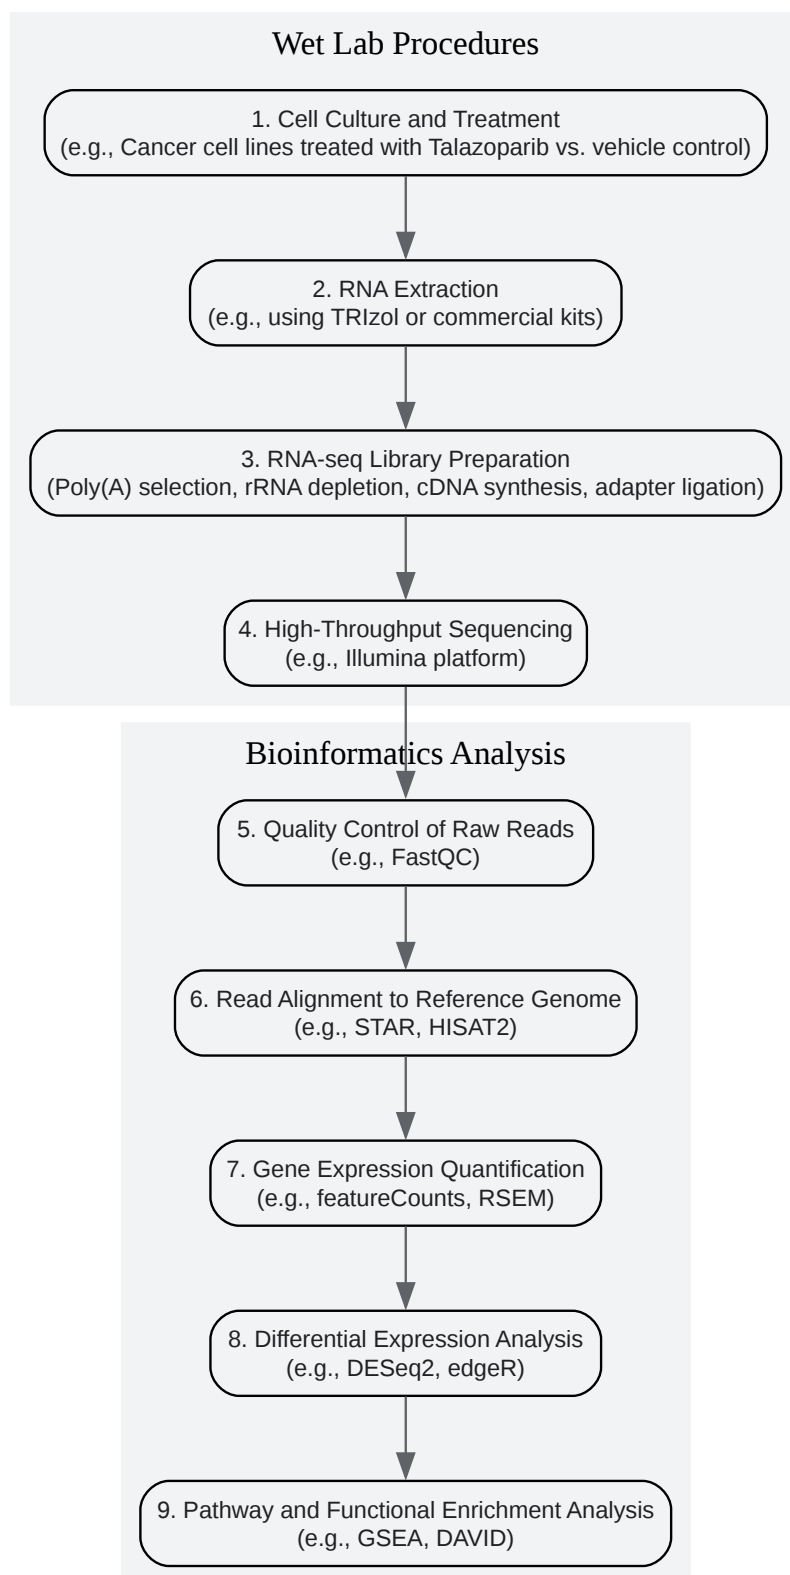 Wet Lab Procedures
1. Cell Culture and Treatment
(e.g., Cancer cell lines treated with Talazoparib vs. vehicle control)
2. RNA Extraction
(e.g., using TRIzol or commercial kits)
3. RNA-seq Library Preparation
(Poly(A) selection, rRNA depletion, cDNA synthesis, adapter ligation)
4. High-Throughput Sequencing
(e.g., Illumina platform)
Bioinformatics Analysis
5. Quality Control of Raw Reads
(e.g., FastQC)
6. Read Alignment to Reference Genome
(e.g., STAR, HISAT2)
7. Gene Expression Quantification
(e.g., featureCounts, RSEM)
8. Differential Expression Analysis
(e.g., DESeq2, edgeR)
9. Pathway and Functional Enrichment Analysis
(e.g., GSEA, DAVID)